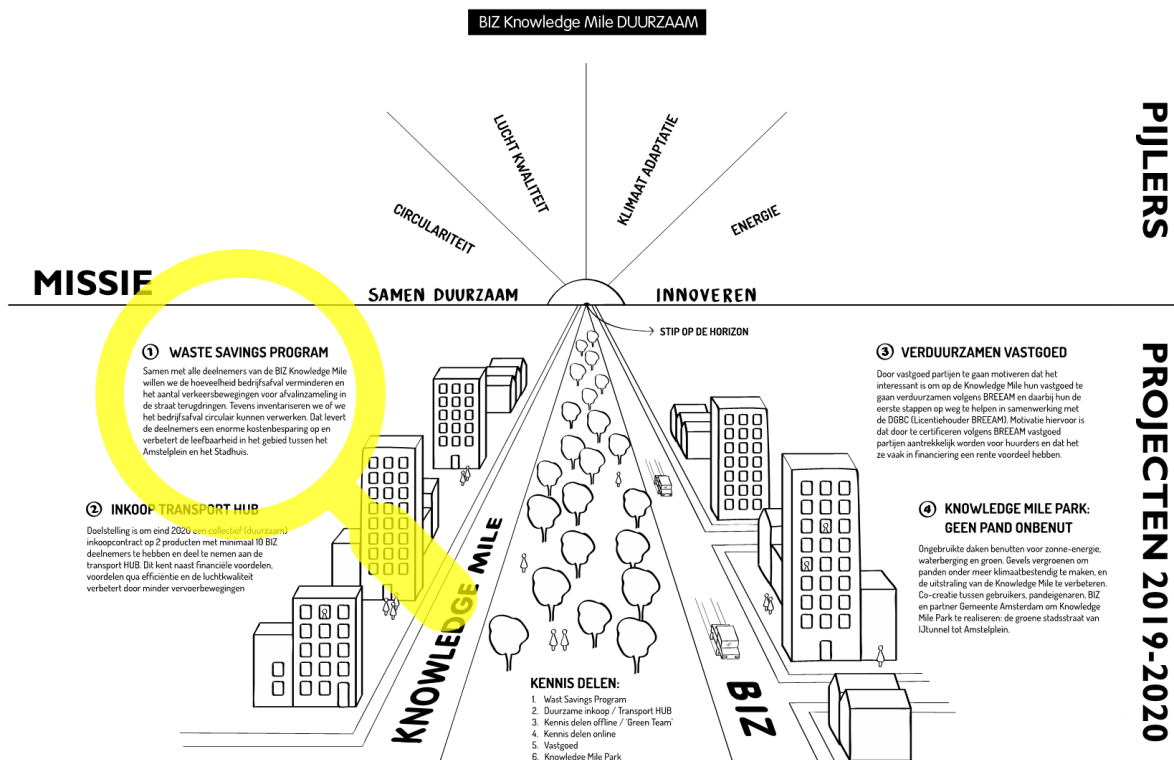 BIZ Knowledge Mile DUURZAAM
PIJLERS
CIRCULARITEIT
LUCHT KWALITEIT
KLIMAAT ADAPTATIE
ENERGIE
MISSIE
SAMEN DUURZAAM
INNOVEREN
STIP OP DE HORIZON
1 WASTE SAVINGS PROGRAM
Samen met alle deelnemers van de BIZ Knowledge Mile
willen we de hoeveelheid bedrijfsafval verminderen en
het aantal verkeersbewegingen voor afvalinzameling in
de straat terugdringen. Tevens inventariseren we of we
het bedrijfsafval circulair kunnen verwerken. Dat levert
de deelnemers een enorme kostenbesparing op en
verbetert de leefbaarheid in het gebied tussen het
Amstelplein en het Stadhuis.
2 INKOOP TRANSPORT HUB
Doelstelling is om eind 2020 een collectief (duurzaam)
inkoopcontract op 2 producten met minimaal 10 BIZ
deelnemers te hebben en deel te nemen aan de
transport HUB. Dit kent naast financiële voordelen,
voordelen qua efficiëntie en de luchtkwaliteit
verbetert door minder vervoerbewegingen
3 VERDUURZAMEN VASTGOED
Door vastgoed partijen te gaan motiveren dat het
interessant is om op de Knowledge Mile hun vastgoed te
gaan verduurzamen volgens BREEAM en daarbij hun de
eerste stappen op weg te helpen in samenwerking met
de DGBC (Licentiehouder BREEAM). Motivatie hiervoor is
dat door te certificeren volgens BREEAM vastgoed
partijen aantrekkelijk worden voor huurders en dat het
ze vaak in financiering een rente voordeel hebben.
4 KNOWLEDGE MILE PARK:
GEEN PAND ONBENUT
Ongebruikte daken benutten voor zonne-energie,
waterberging en groen. Gevels vergroenen om
panden onder meer klimaatbestendig te maken, en
de uitstraling van de Knowledge Mile te verbeteren.
Co-creatie tussen gebruikers, pandeigenaren, BIZ
en partner Gemeente Amsterdam om Knowledge
Mile Park te realiseren: de groene stadsstraat van
IJtunnel tot Amstelplein.
PROJECTEN 2019-2020
KNOWLEDGE MILE
BIZ
KENNIS DELEN:
1. Wast Savings Program
2. Duurzame inkoop / Transport HUB
3. Kennis delen offline / 'Green Team'
4. Kennis delen online
5. Vastgoed
6. Knowledge Mile Park